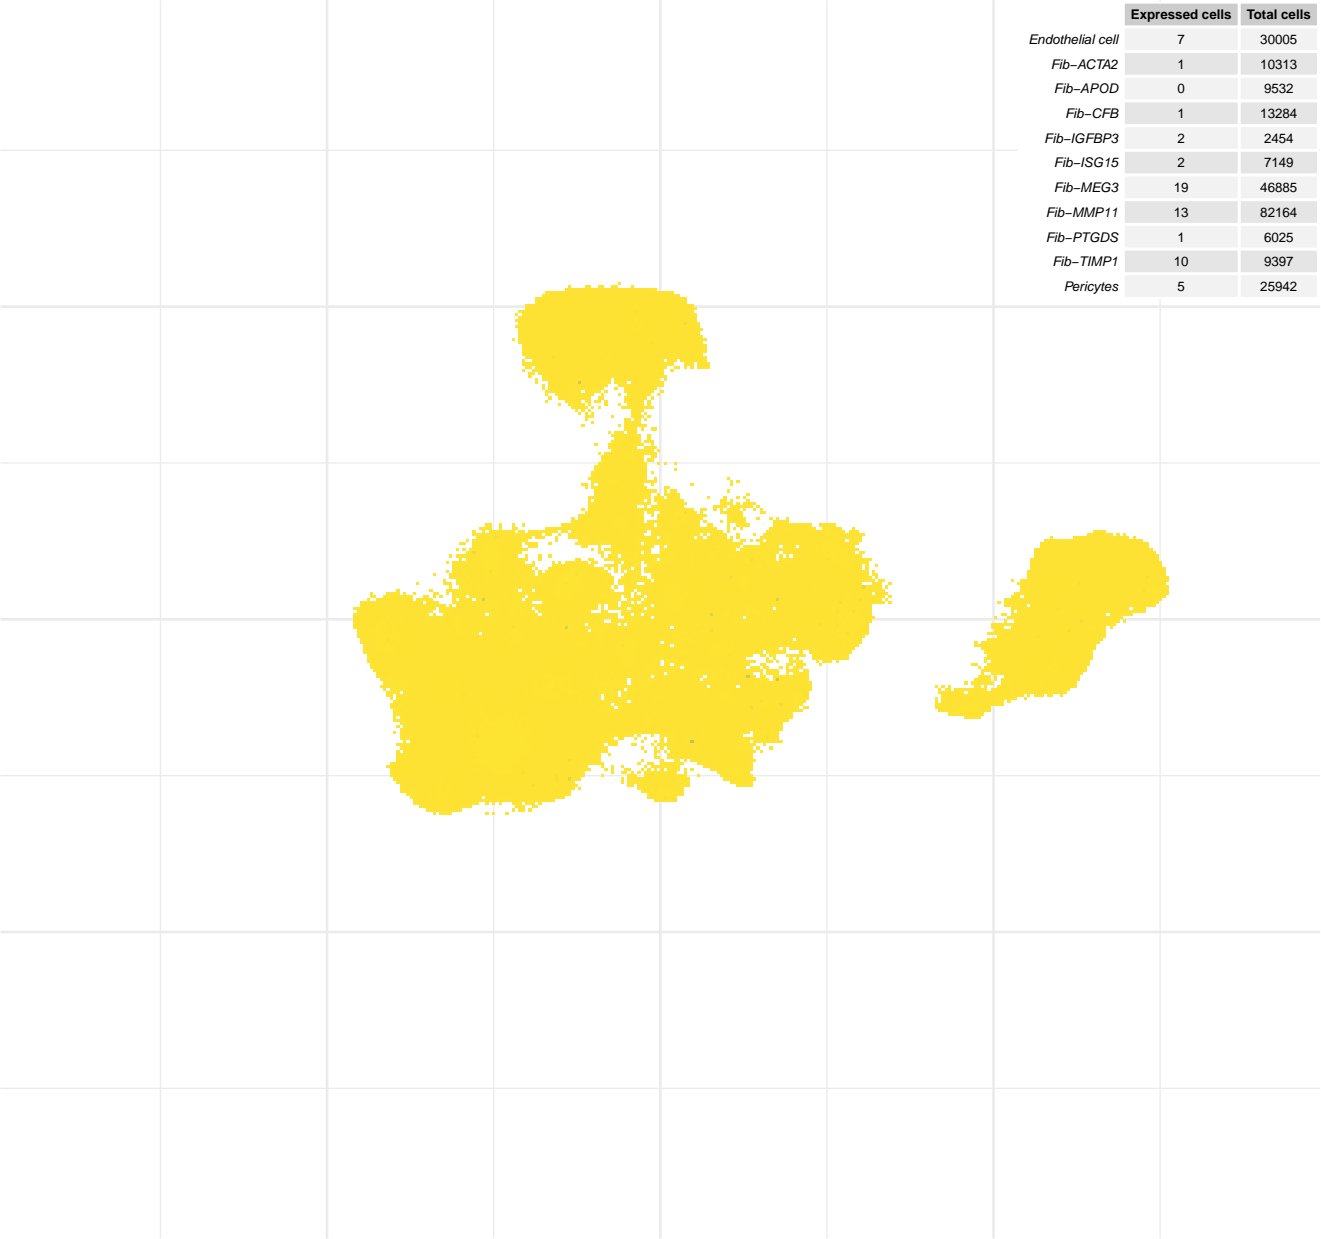 Expressed cells Total cells
Endothelial cell 7 30005
Fib−ACTA2 1 10313
Fib−APOD 0 9532
Fib−CFB 1 13284
Fib−IGFBP3 2 2454
Fib−ISG15 2 7149
Fib−MEG3 19 46885
Fib−MMP11 13 82164
Fib−PTGDS 1 6025
Fib−TIMP1 10 9397
Pericytes 5 25942